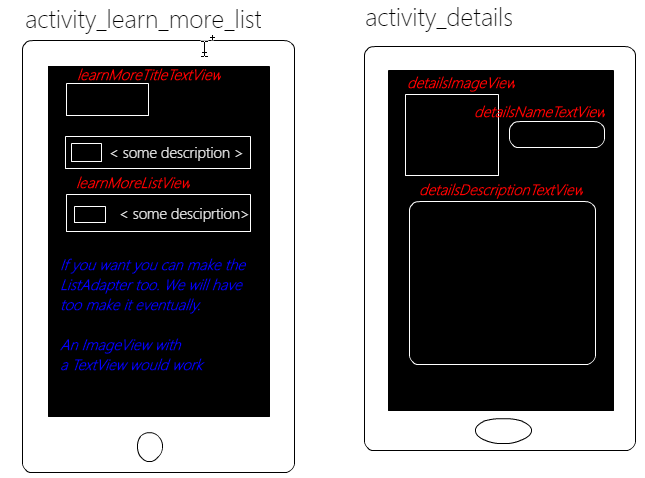 activity_learn_more_list
learnMoreTitleTextView
< some description >
learnMoreListView
< some desciprtion>
If you want you can make the
ListAdapter too. We will have
too make it eventually.
An ImageView with
a TextView would work
activity_details
detailsImageView
detailsNameTextView
detailsDescriptionTextView